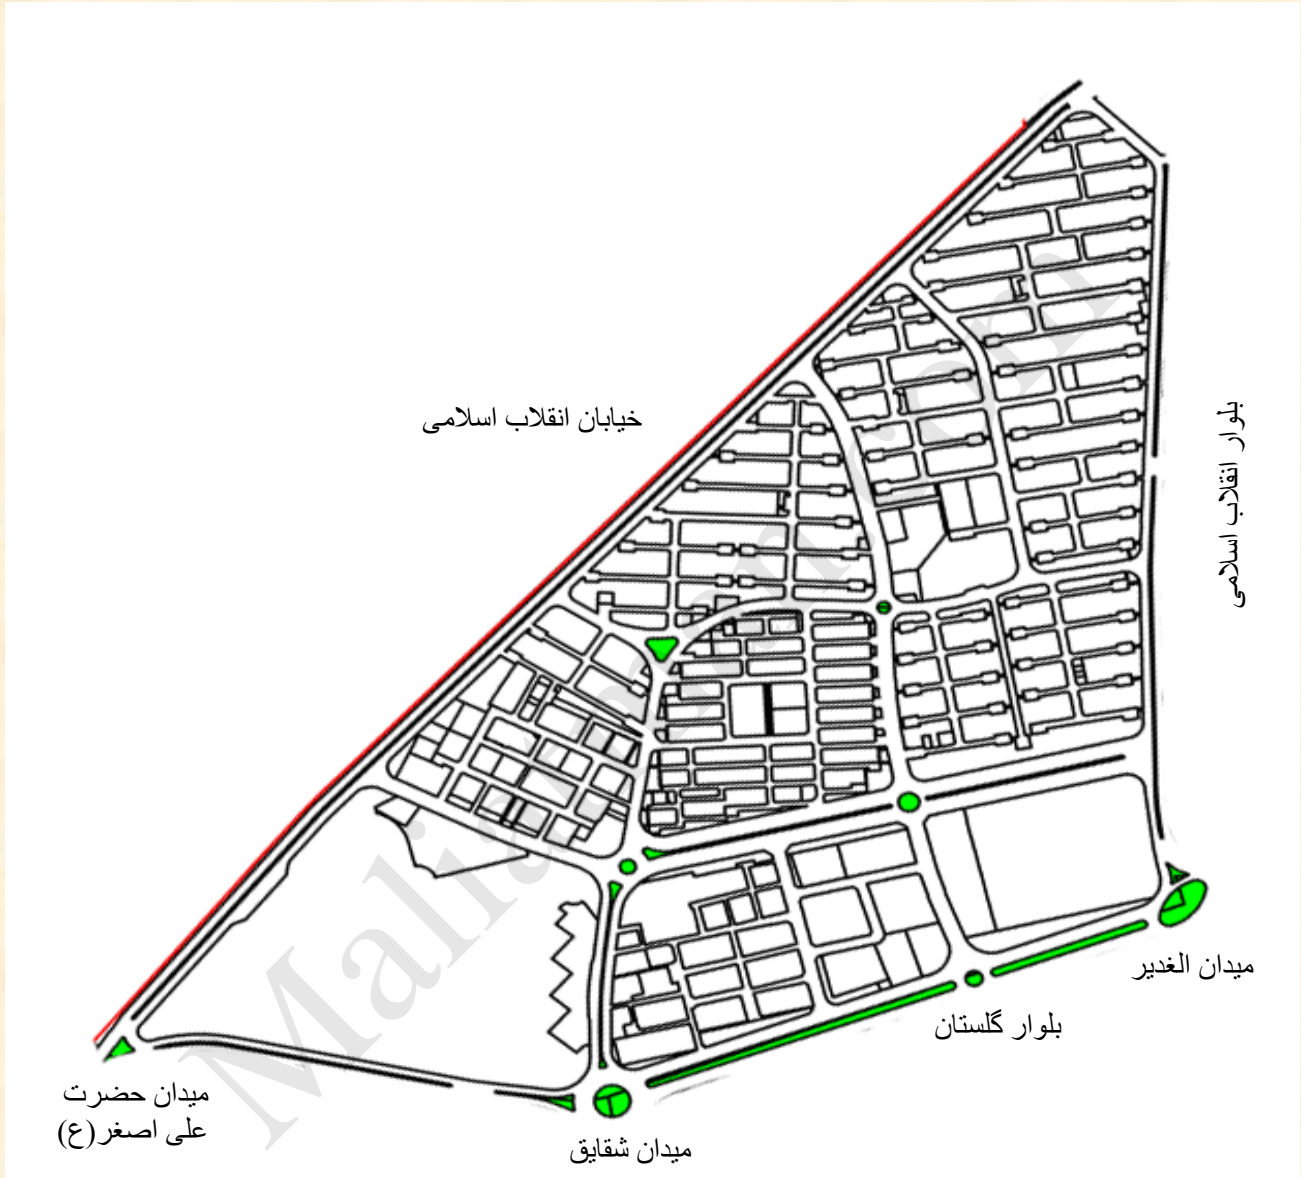 خیابان انقلاب اسلامی
بلوار انقلاب اسلامی
میدان الغدیر
بلوار گلستان
میدان حضرت
علی اصغر(ع)
میدان شقایق